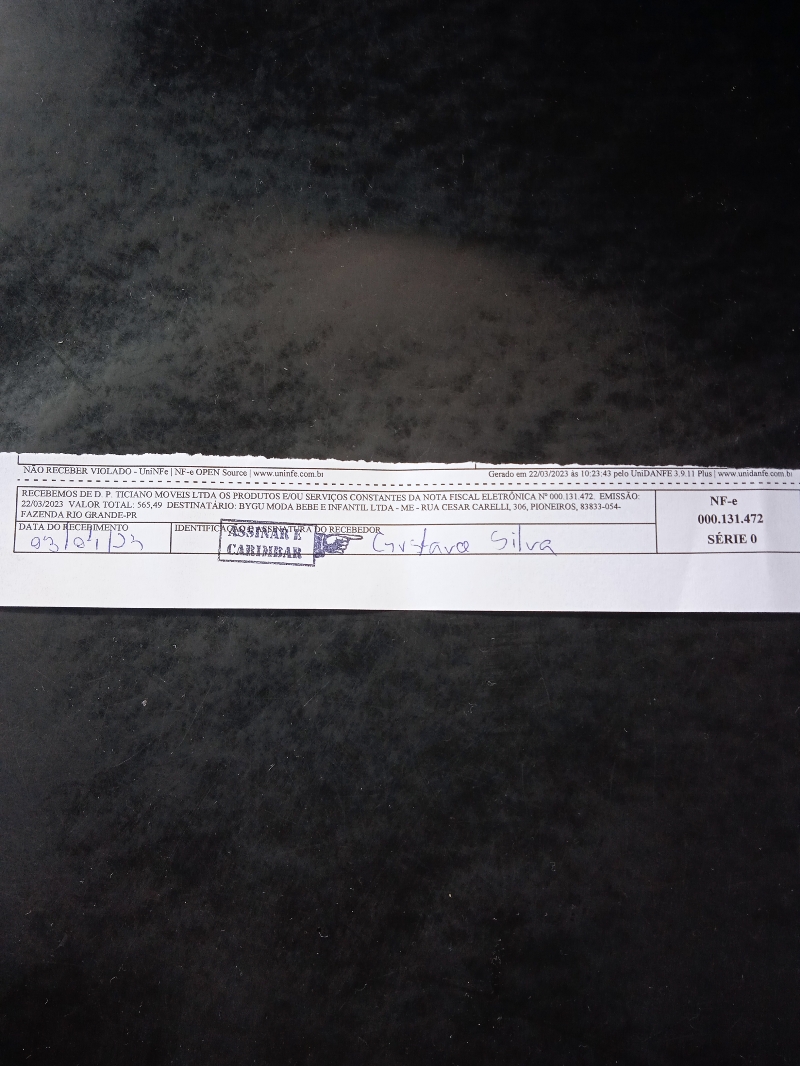 NÃO RECEBER VIOLADO - UniNFe | NF-e OPEN Source | www.uninfe.com.br
Gerado em 22/03/2023 às 10:23:43 pelo UniDANFE 3.9.11 Plus | www.unidanfe.com.br
RECEBEMOS DE D. P. TICIANO MOVEIS LTDA OS PRODUTOS E/OU SERVIÇOS CONSTANTES DA NOTA FISCAL ELETRÔNICA Nº 000.131.472. EMISSÃO:
22/03/2023 VALOR TOTAL: 565,49 DESTINATÁRIO: BYGU MODA BEBE E INFANTIL LTDA - ME - RUA CESAR CARELLI, 306, PIONEIROS, 83833-054-
FAZENDA RIO GRANDE-PR
NF-e
000.131.472
SÉRIE 0
DATA DO RECEBIMENTO
03/04/23
IDENTIFICAÇÃO E ASSINATURA DO RECEBEDOR
ASSINAR E
CARIMBAR
Gustavo Silva